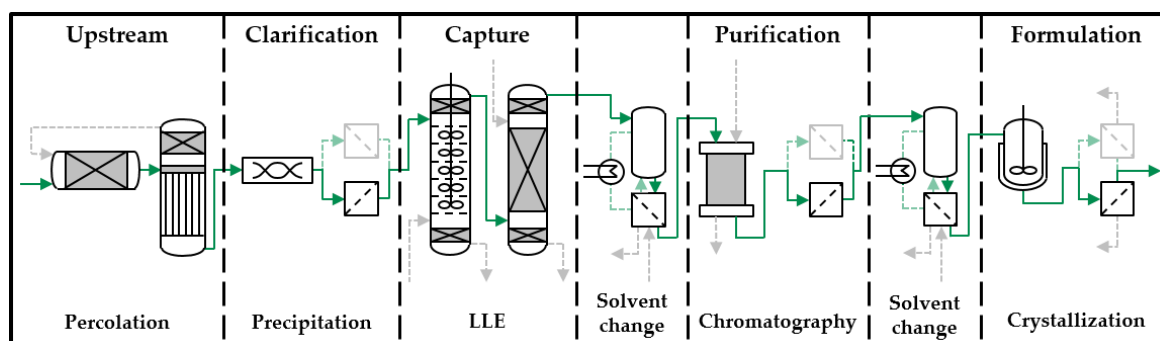 Upstream
Clarification
Capture
Purification
Formulation
Percolation
Precipitation
LLE
Solvent
change
Chromatography
Solvent
change
Crystallization